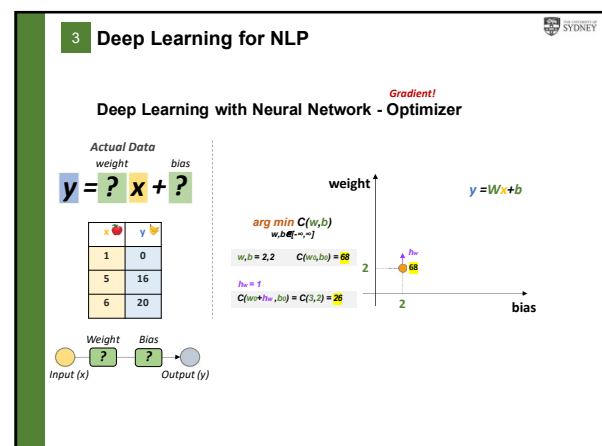 3 Deep Learning for NLP
THE UNIVERSITY OF
SYDNEY
Gradient!
Deep Learning with Neural Network - Optimizer
Actual Data
weight bias
y = ? x + ?
x y
1 0
5 16
6 20
Weight Bias
? ?
Input (x) Output (y)
arg min C(w,b)
w,b∈[-∞,∞]
w,b = 2,2 C(w₀,b₀) = 68
hw = 1
C(w₀+hw ,b₀) = C(3,2) = 26
weight
y =Wx+b
hw
2 68
2
bias